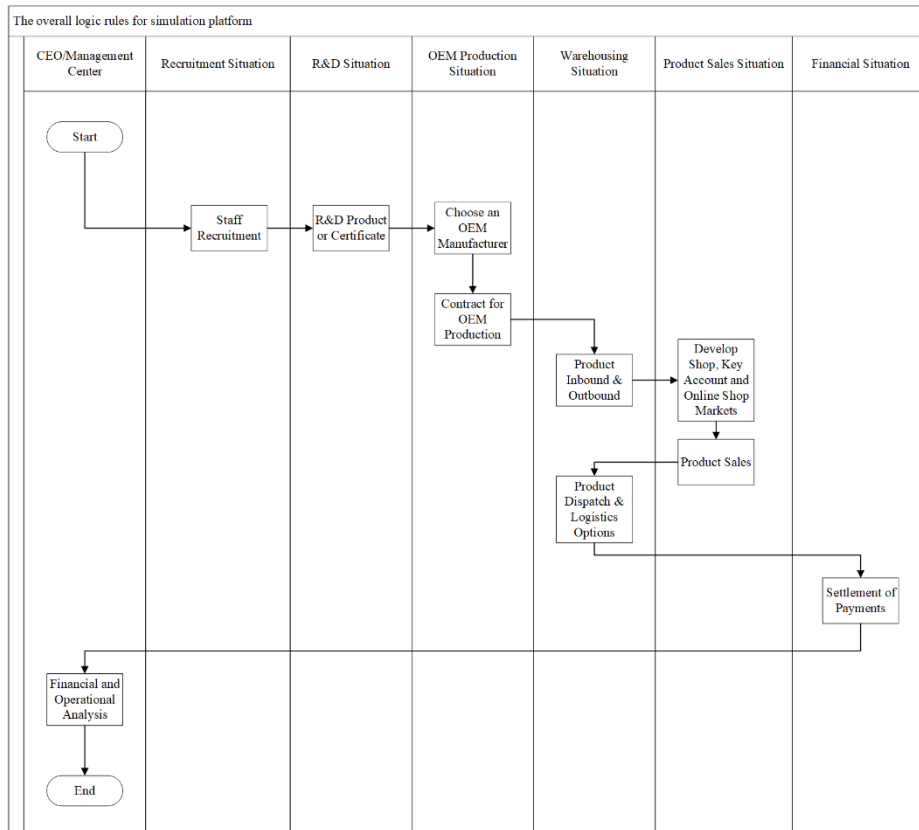 The overall logic rules for simulation platform
CEO/Management
Center
Recruitment Situation
R&D Situation
OEM Production
Situation
Warehousing
Situation
Product Sales Situation
Financial Situation
Start
Staff
Recruitment
R&D Product
or Certificate
Choose an
OEM
Manufacturer
Contract for
OEM
Production
Product
Inbound &
Outbound
Develop
Shop, Key
Account and
Online Shop
Markets
Product Sales
Product
Dispatch &
Logistics
Options
Settlement of
Payments
Financial and
Operational
Analysis
End